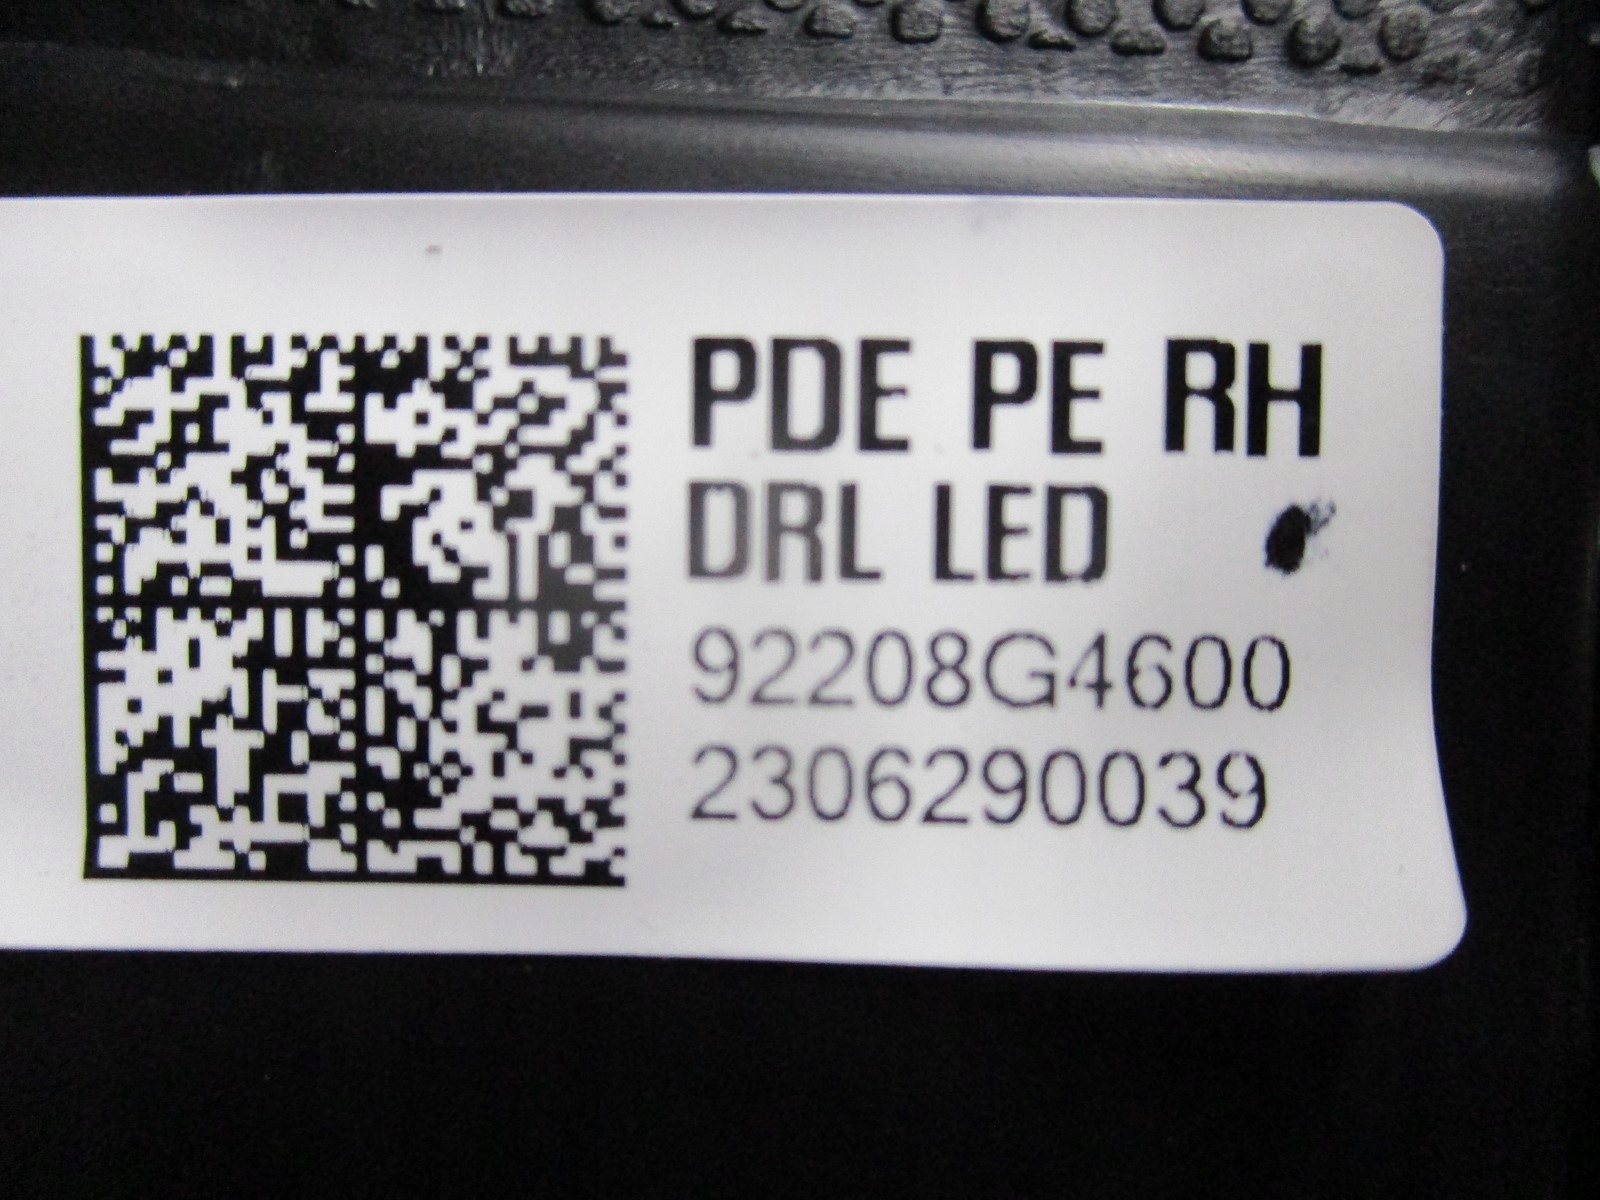 PDE PE RH
DRL LED
92208G4600
2306290039